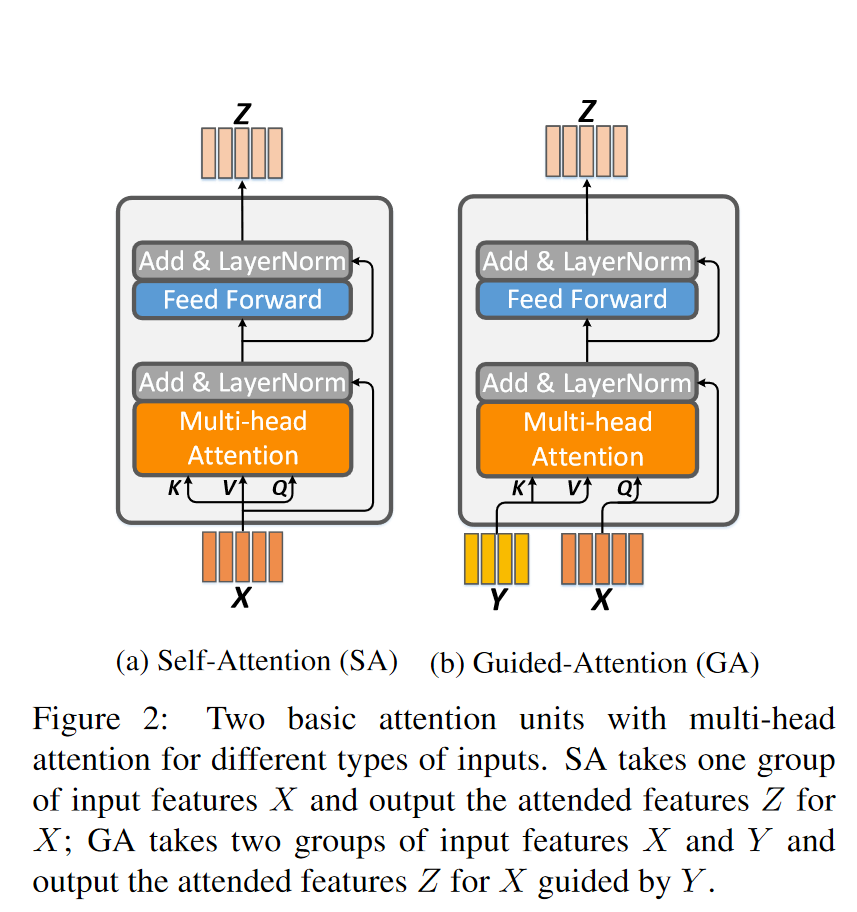 Z
Z
Add & LayerNorm
Add & LayerNorm
Feed Forward
Feed Forward
Add & LayerNorm
Add & LayerNorm
Multi-head
Attention
Multi-head
Attention
K V Q
K V Q
X
Y X
(a) Self-Attention (SA) (b) Guided-Attention (GA)
Figure 2: Two basic attention units with multi-head
attention for different types of inputs. SA takes one group
of input features X and output the attended features Z for
X; GA takes two groups of input features X and Y and
output the attended features Z for X guided by Y.